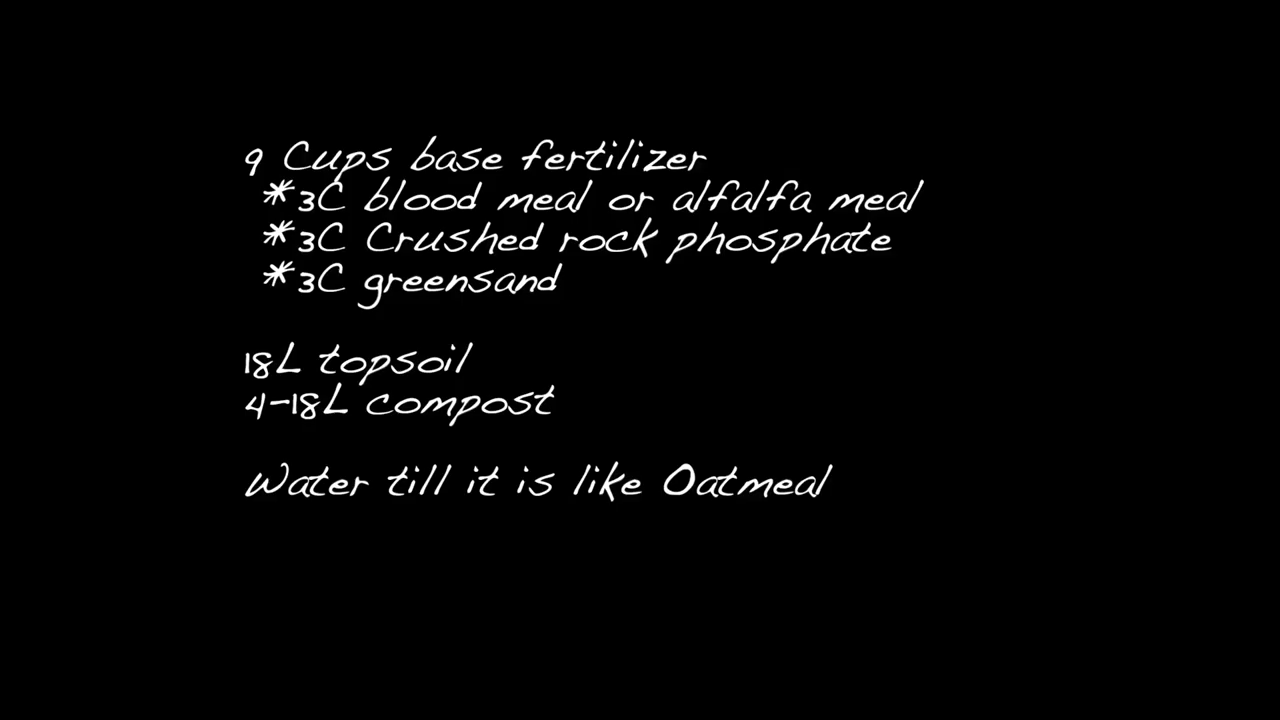 9 Cups base fertilizer
*3C blood meal or alfalfa meal
*3C Crushed rock phosphate
*3C greensand
18L topsoil
4-18L compost
Water till it is like Oatmeal